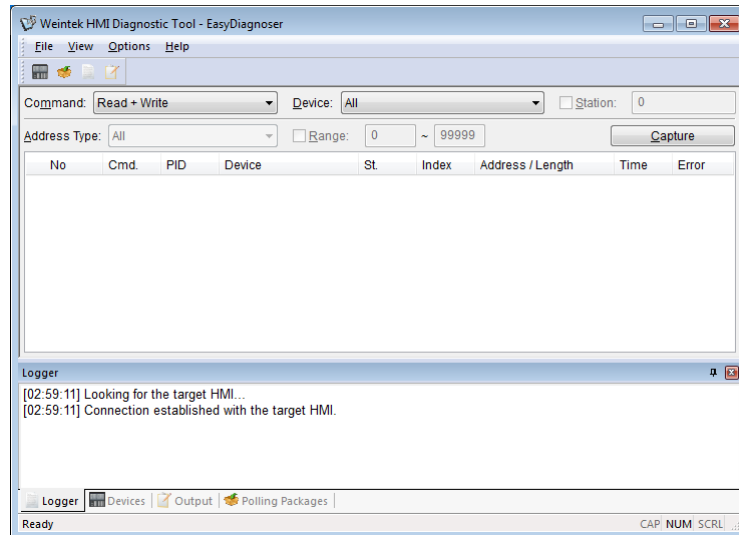 Weintek HMI Diagnostic Tool - EasyDiagnoser
File View Options Help
Command: Read + Write Device: All Station: 0
Address Type: All Range: 0 ~ 99999 Capture
No Cmd. PID Device St. Index Address / Length Time Error
Logger
[02:59:11] Looking for the target HMI...
[02:59:11] Connection established with the target HMI.
Logger Devices Output Polling Packages
Ready CAP NUM SCRL